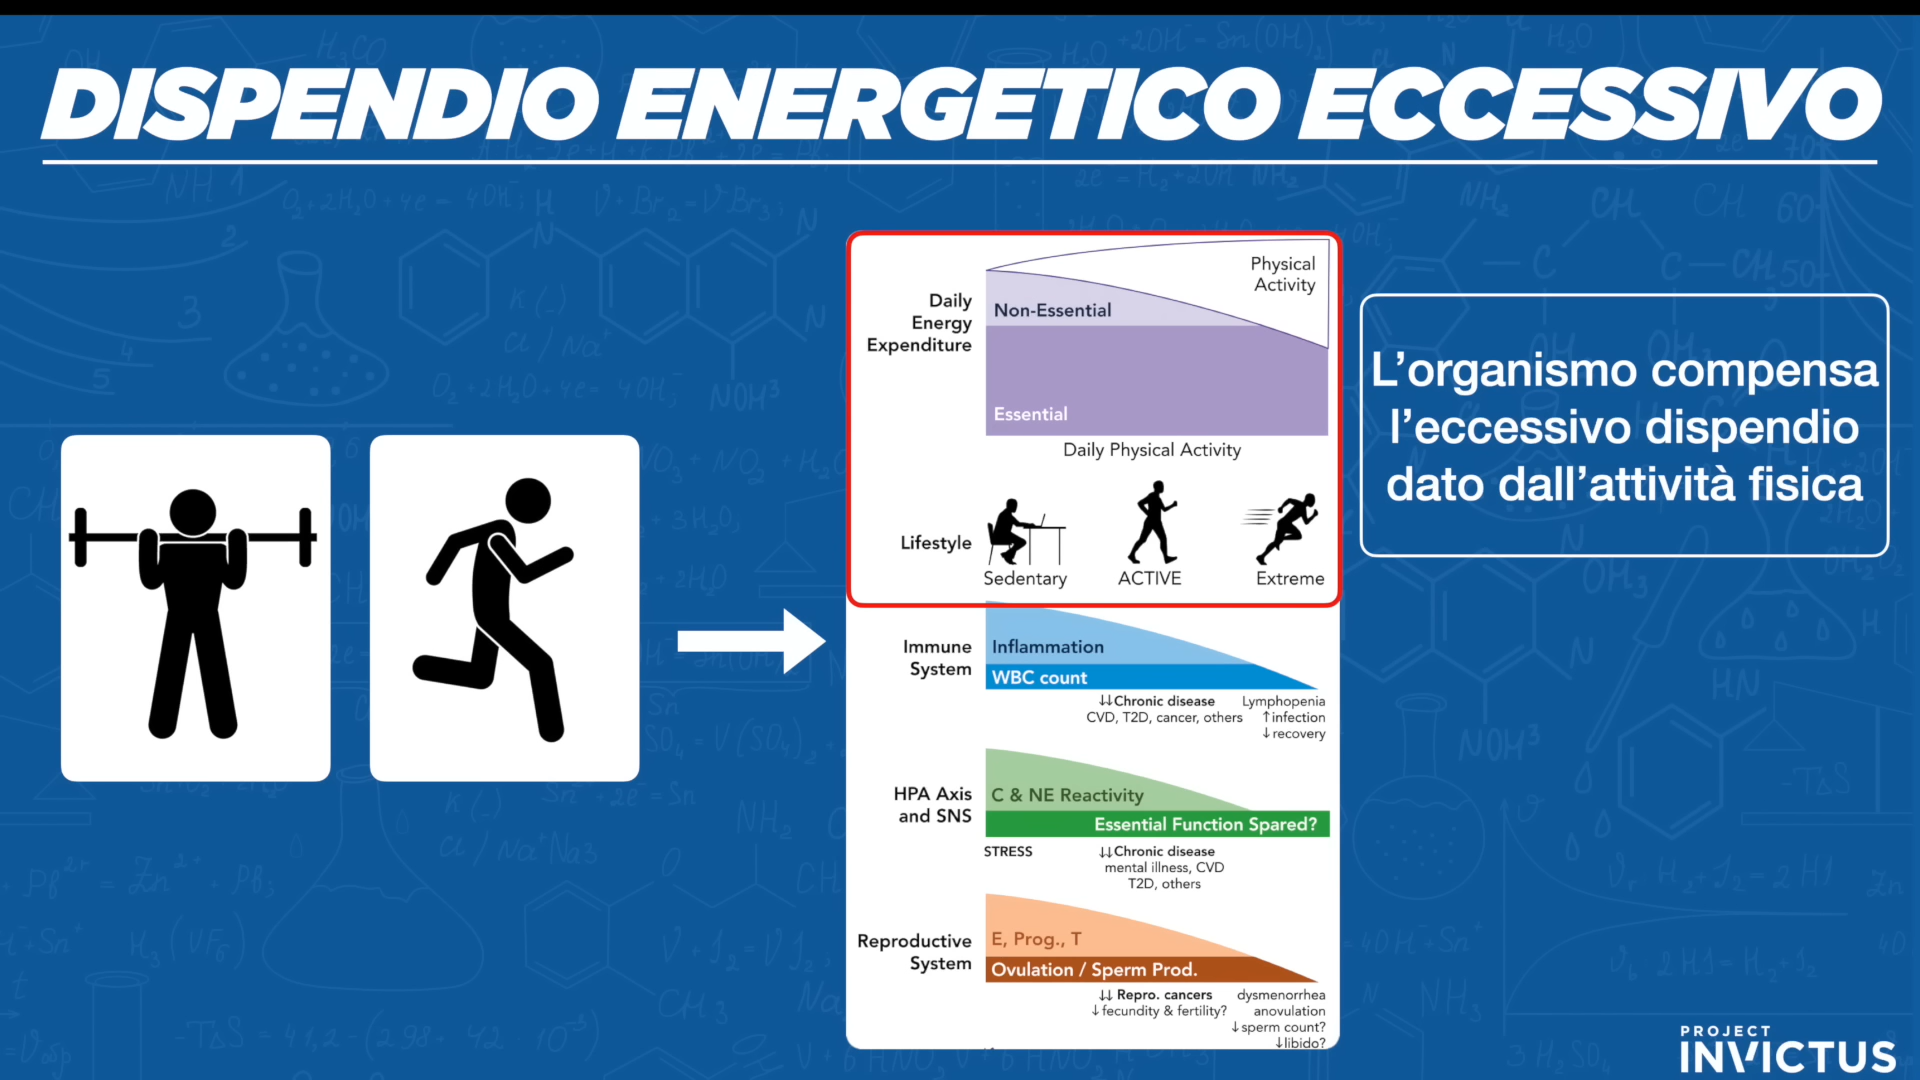 DISPENDIO ENERGETICO ECCESSIVO
Physical
Activity
Daily
Energy
Expenditure
Non-Essential
Essential
Daily Physical Activity
Lifestyle
Sedentary
ACTIVE
Extreme
L'organismo compensa
l'eccessivo dispendio
dato dall'attività fisica
Immune
System
Inflammation
WBC count
↓↓Chronic disease
CVD, T2D, cancer, others
Lymphopenia
↑infection
↓recovery
HPA Axis
and SNS
C & NE Reactivity
Essential Function Spared?
STRESS
↓↓Chronic disease
mental illness, CVD
T2D, others
Reproductive
System
E, Prog., T
Ovulation / Sperm Prod.
↓↓ Repro. cancers
↓fecundity & fertility?
dysmenorrhea
anovulation
↓sperm count?
↓libido?
PROJECT
INVICTUS